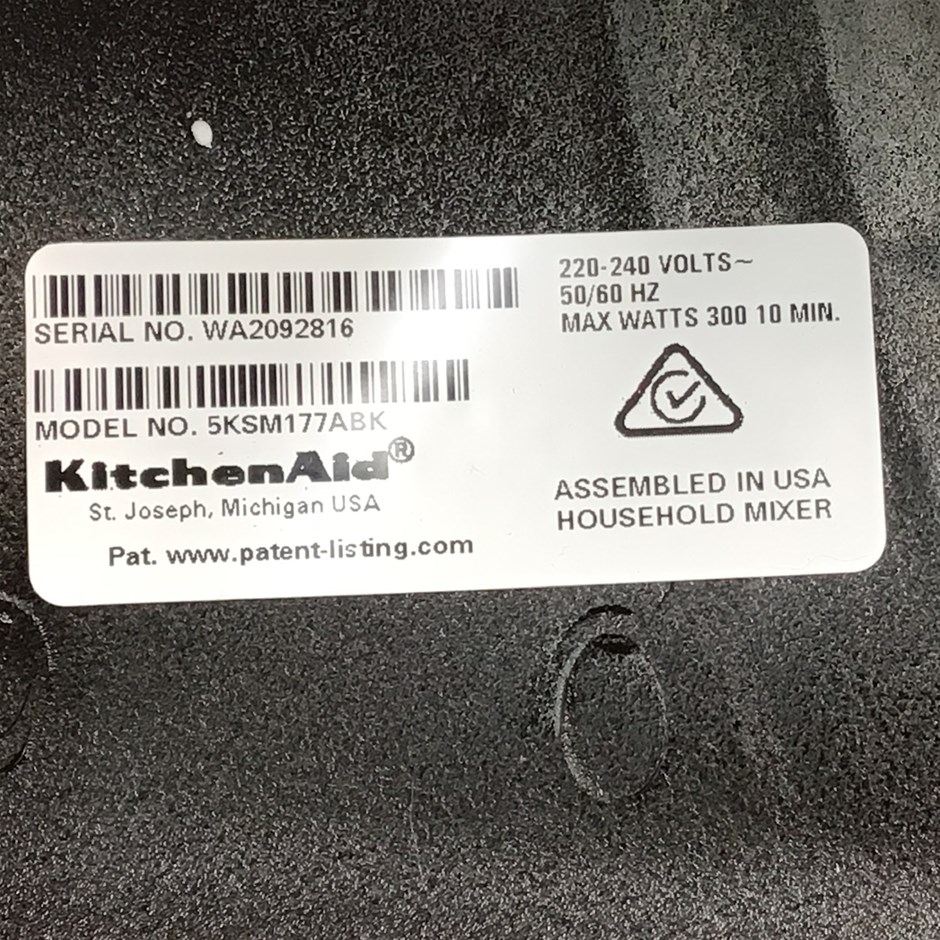 SERIAL NO. WA2092816
MODEL NO. 5KSM177ABK
KitchenAid®
St. Joseph, Michigan USA
Pat. www.patent-listing.com
220-240 VOLTS~
50/60 HZ
MAX WATTS 300 10 MIN.
ASSEMBLED IN USA
HOUSEHOLD MIXER